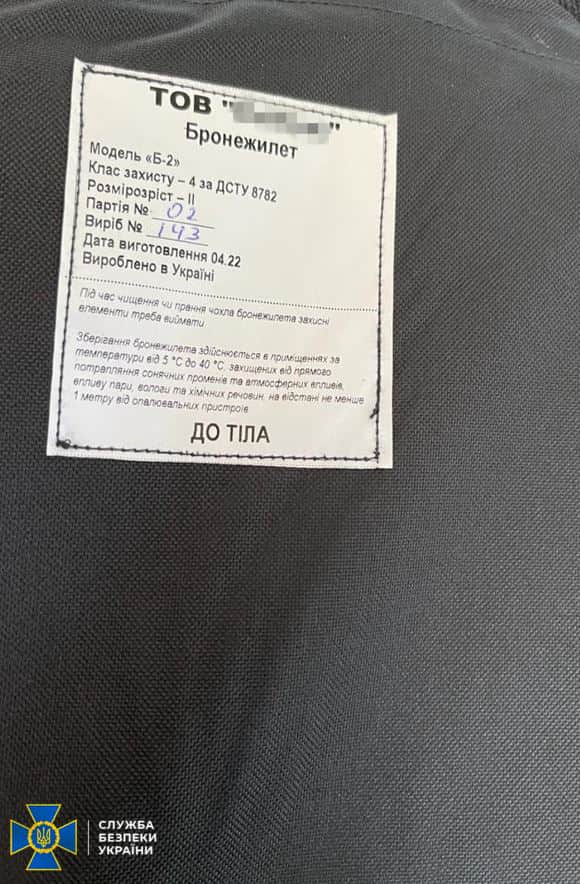 ТОВ "
Бронежилет
Модель «Б-2»
Клас захисту – 4 за ДСТУ 8782
Розмірозріст – II
Партія № 02
Виріб № 143
Дата виготовлення 04.22
Вироблено в Україні
Під час чищення чи прання чохла бронежилета захисні
елементи треба виймати
Зберігання бронежилета здійснюється в приміщеннях за
температури від 5 °C до 40 °C, захищених від прямого
потрапляння сонячних променів та атмосферних впливів,
впливу пари, вологи та хімічних речовин, на відстані не менше
1 метру від опалювальних пристроїв
ДО ТІЛА
СЛУЖБА
БЕЗПЕКИ
УКРАЇНИ